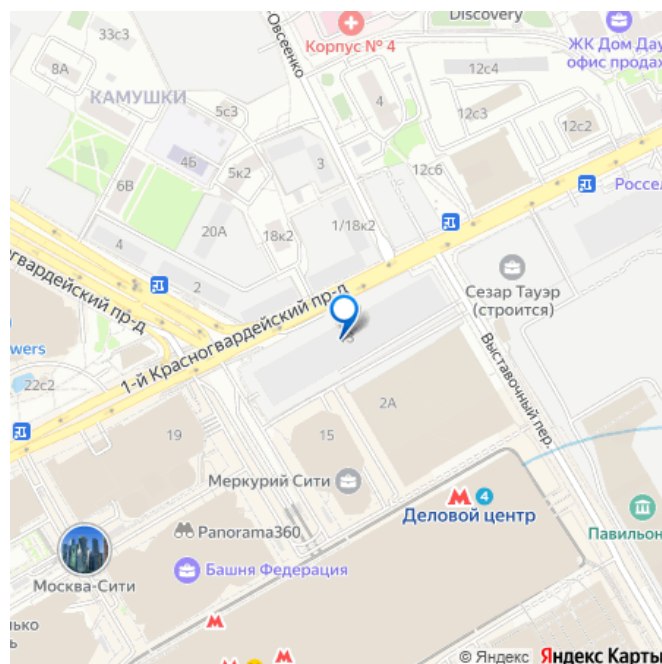 Discovery
33с3
-Овсеенко
Корпус № 4
ЖК Дом Дау
офис продаж
8А
12с4
КАМУШКИ
4
12с3
5с3
12с2
4б
5к2
3
12с6
6В
Россел
20А
1/18к2
4
18к2
2
Сезар Тауэр
(строится)
гвардейский пр-д
1-й Красногвардейский пр-д
wers
Выставочный пер.
22с2
2А
19
15
Меркурий Сити
4
Деловой центр
Panorama360
Павильон
Башня Федерация
Москва-Сити
ько
ь
© Яндекс Яндекс Карты